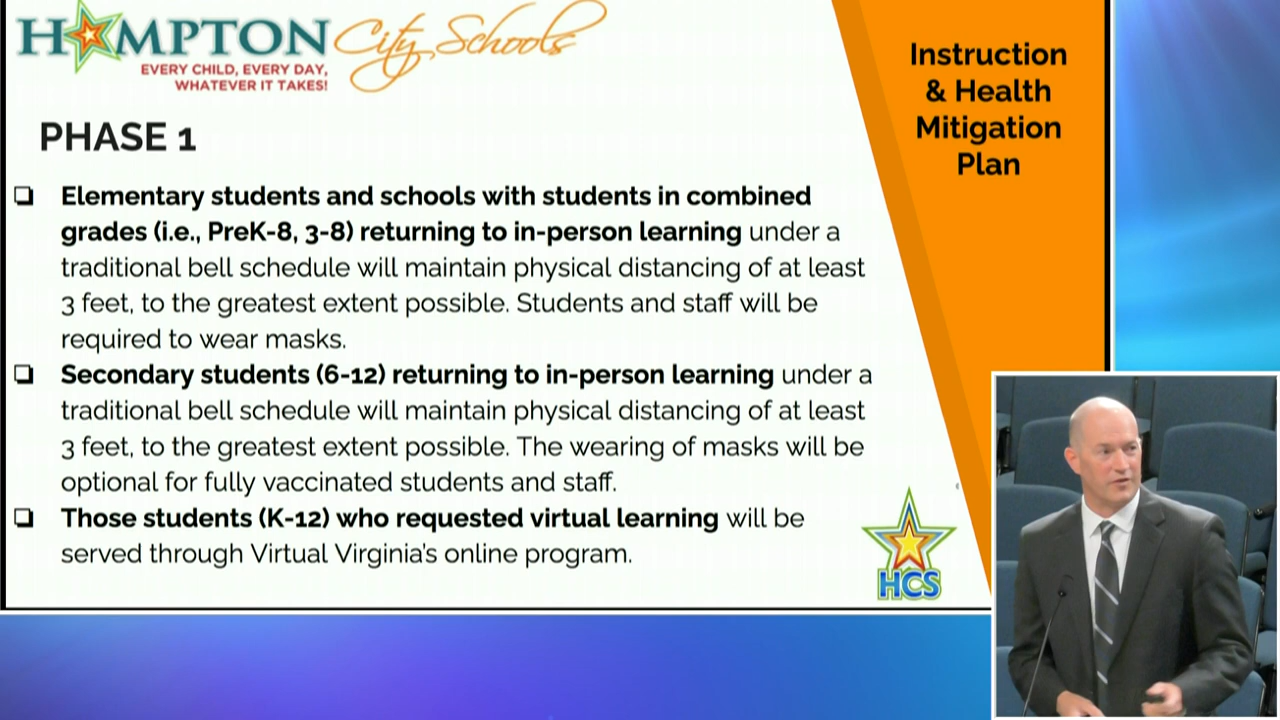 HAMPTON City Schools
EVERY CHILD, EVERY DAY,
WHATEVER IT TAKES!
PHASE 1
Elementary students and schools with students in combined
grades (i.e., PreK-8, 3-8) returning to in-person learning under a
traditional bell schedule will maintain physical distancing of at least
3 feet, to the greatest extent possible. Students and staff will be
required to wear masks.
Secondary students (6-12) returning to in-person learning under a
traditional bell schedule will maintain physical distancing of at least
3 feet, to the greatest extent possible. The wearing of masks will be
optional for fully vaccinated students and staff.
Those students (K-12) who requested virtual learning will be
served through Virtual Virginia's online program.
Instruction
& Health
Mitigation
Plan
HCS